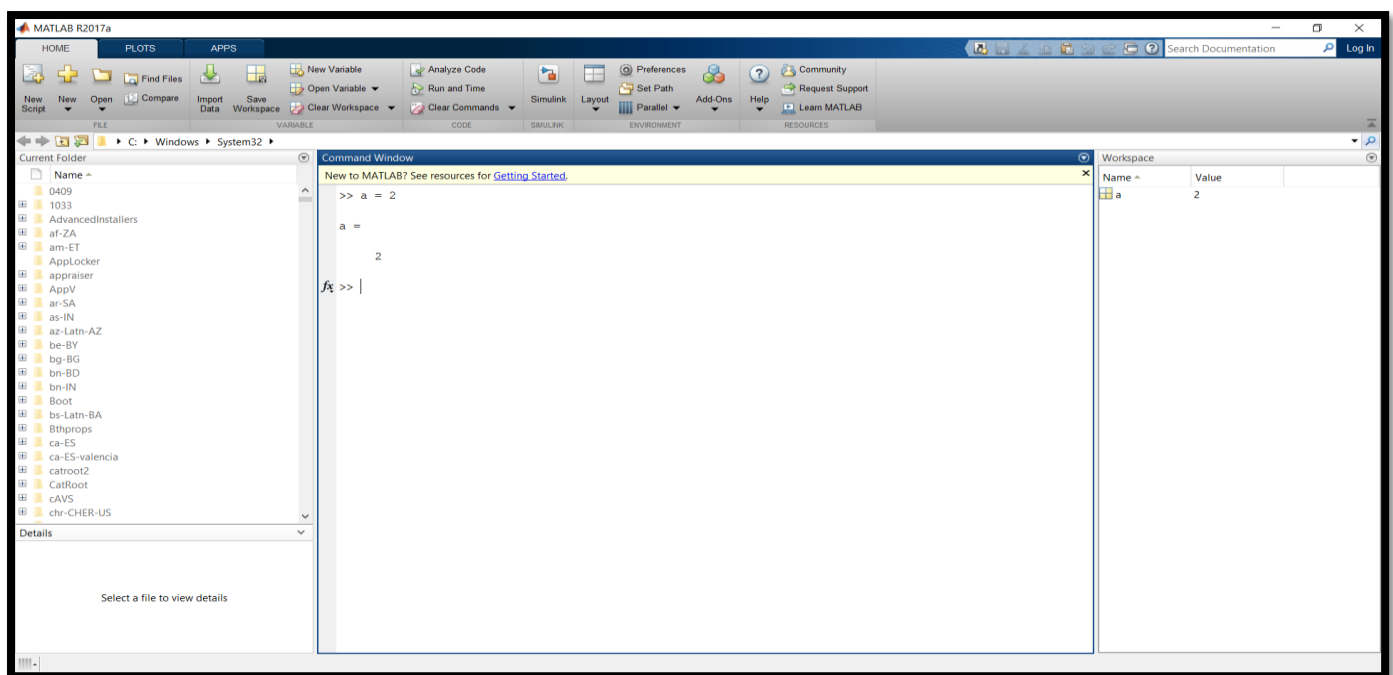 MATLAB R2017a
HOME PLOTS APPS
Search Documentation Log In
New Script
New
Open
Find Files
Compare
FILE
Import Data
Save Workspace
New Variable
Open Variable
Clear Workspace
VARIABLE
Analyze Code
Run and Time
Clear Commands
CODE
Simulink
SIMULINK
Layout
Preferences
Set Path
Parallel
Add-Ons
ENVIRONMENT
Help
Community
Request Support
Learn MATLAB
RESOURCES
C: Windows System32
Current Folder
Name
0409
1033
AdvancedInstallers
af-ZA
am-ET
AppLocker
appraiser
AppV
ar-SA
as-IN
az-Latn-AZ
be-BY
bg-BG
bn-BD
bn-IN
Boot
bs-Latn-BA
Bthprops
ca-ES
ca-ES-valencia
catroot2
CatRoot
cAVS
chr-CHER-US
Details
Select a file to view details
Command Window
New to MATLAB? See resources for Getting Started.
>> a = 2
a =
2
fx >>
Workspace
Name Value
a 2